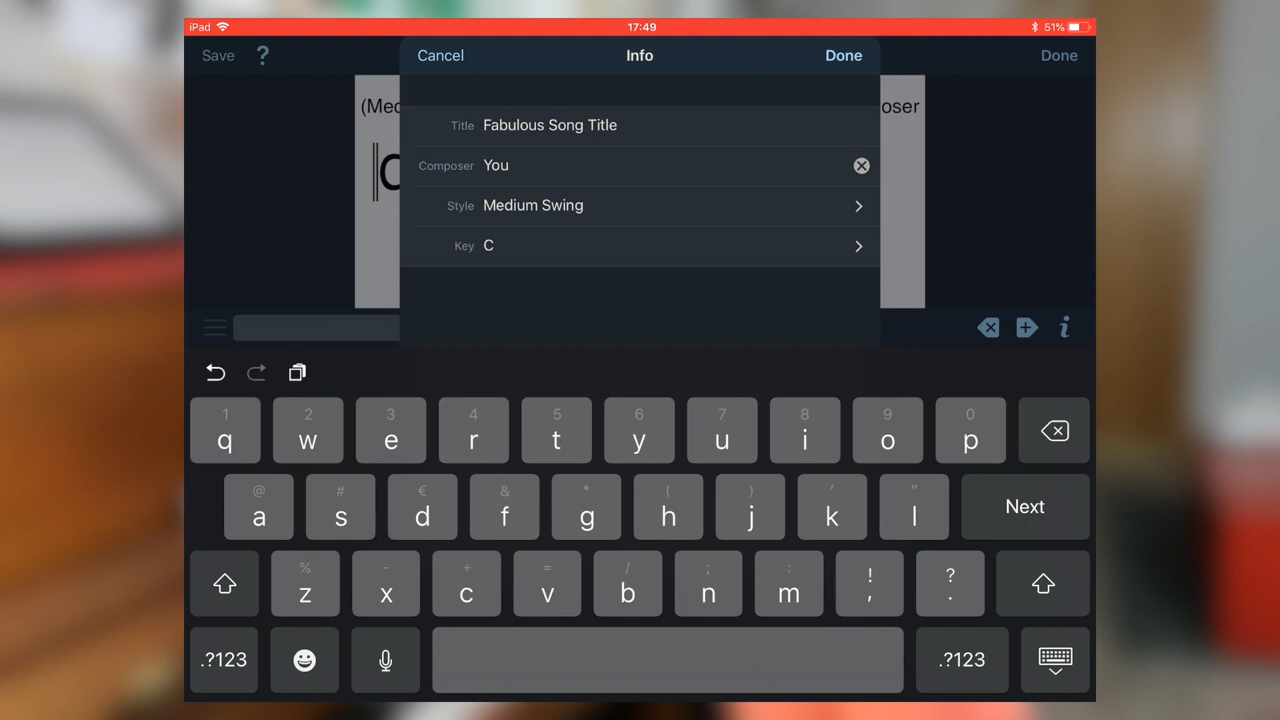 iPad 17:49 51%
Save ? Cancel Info Done Done
(Med oser
Title Fabulous Song Title
C
Composer You
Style Medium Swing
Key C
i
1 2 3 4 5 6 7 8 9 0
q w e r t y u i o p
@ # € & * ( ) ' "
a s d f g h j k l Next
% - + = / ; : ! ?
z x c v b n m , .
.?123 .?123